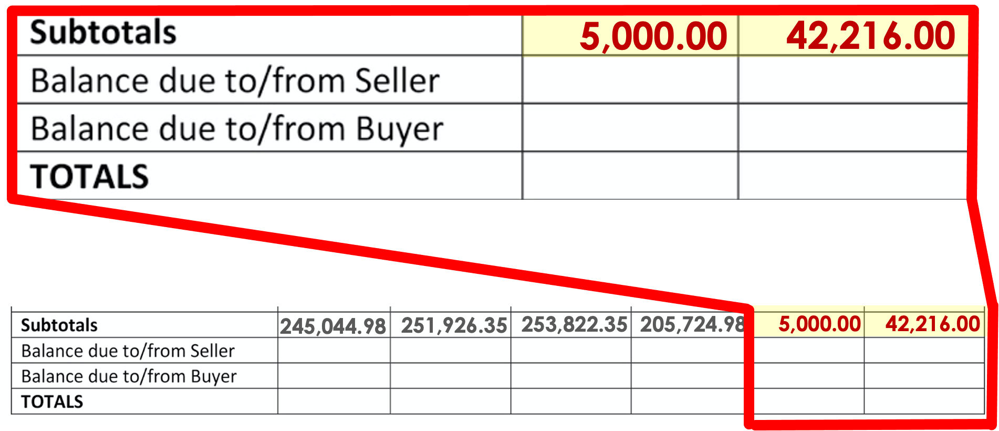 Subtotals 5,000.00 42,216.00
Balance due to/from Seller
Balance due to/from Buyer
TOTALS
Subtotals 245,044.98 251,926.35 253,822.35 205,724.98 5,000.00 42,216.00
Balance due to/from Seller
Balance due to/from Buyer
TOTALS